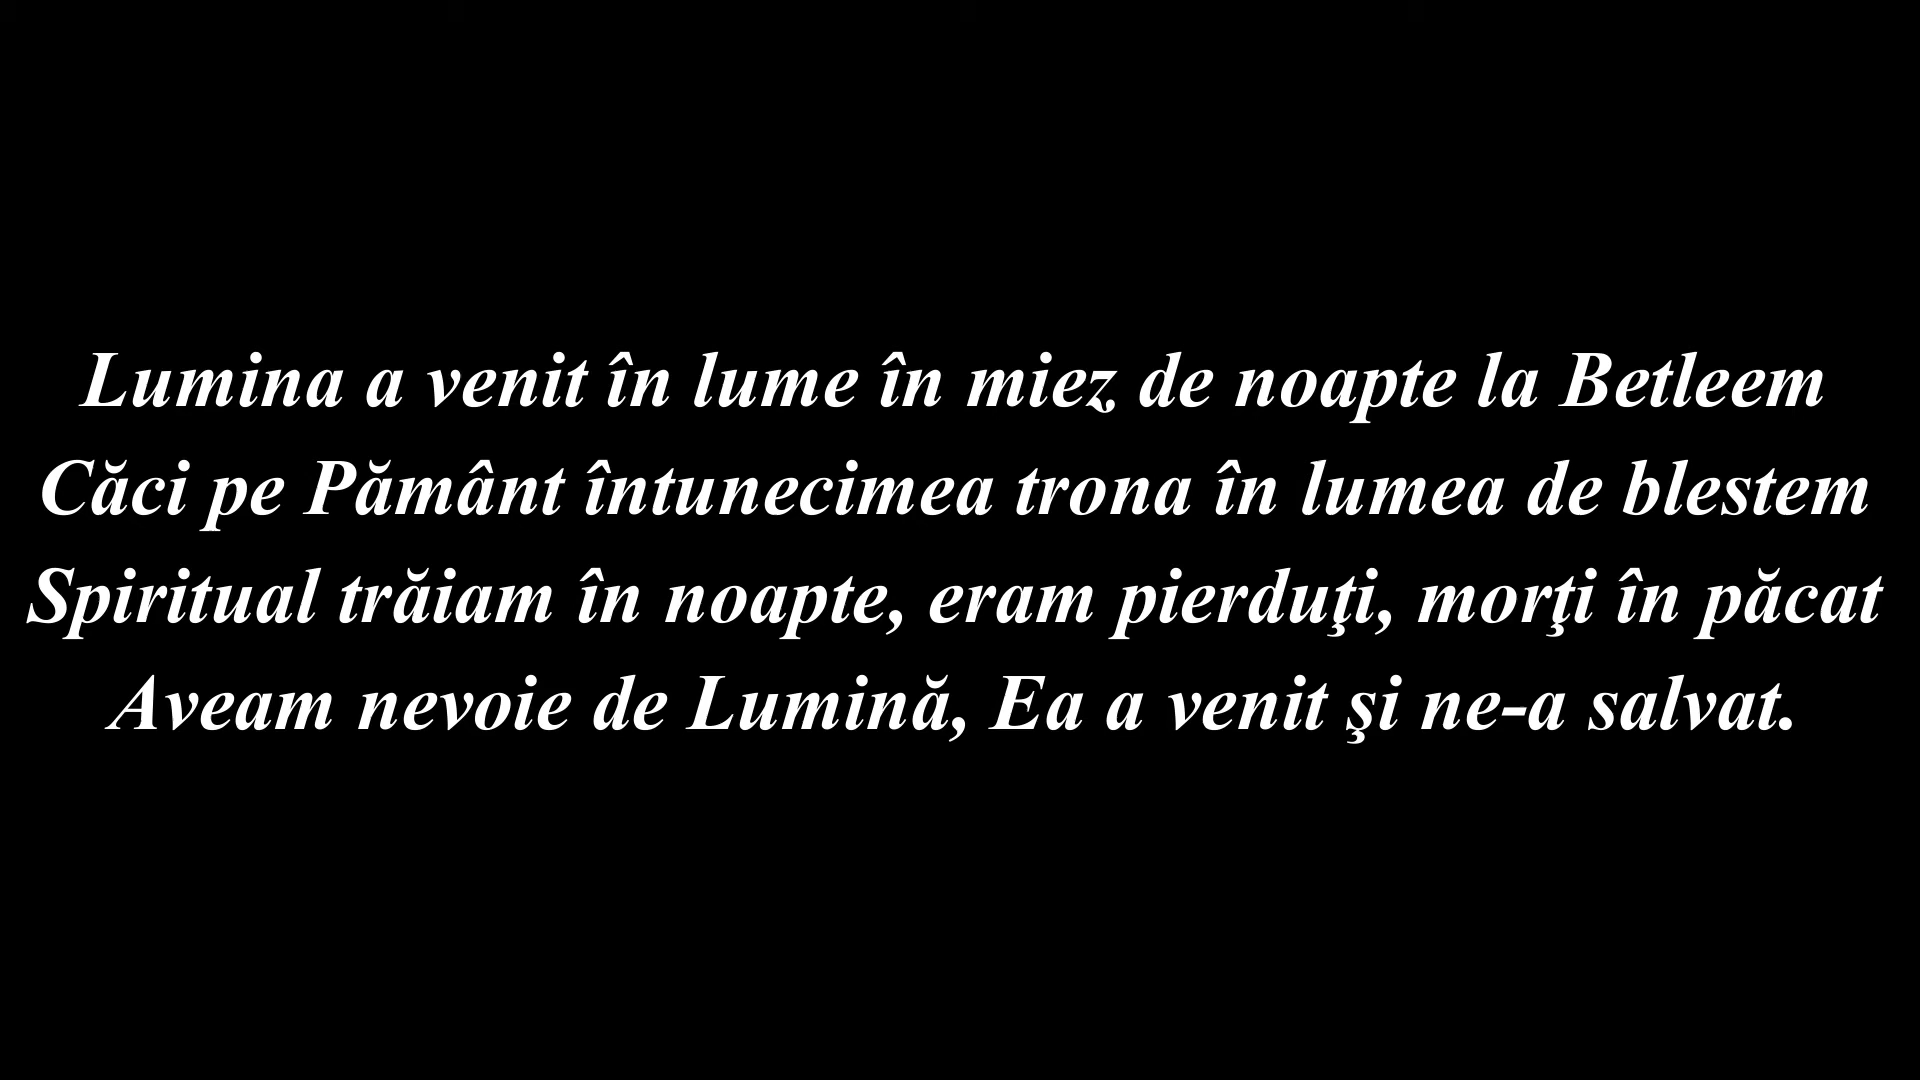 Lumina a venit în lume în miez de noapte la Betleem
Căci pe Pământ întunecimea trona în lumea de blestem
Spiritual trăiam în noapte, eram pierduţi, morţi în păcat
Aveam nevoie de Lumină, Ea a venit şi ne-a salvat.